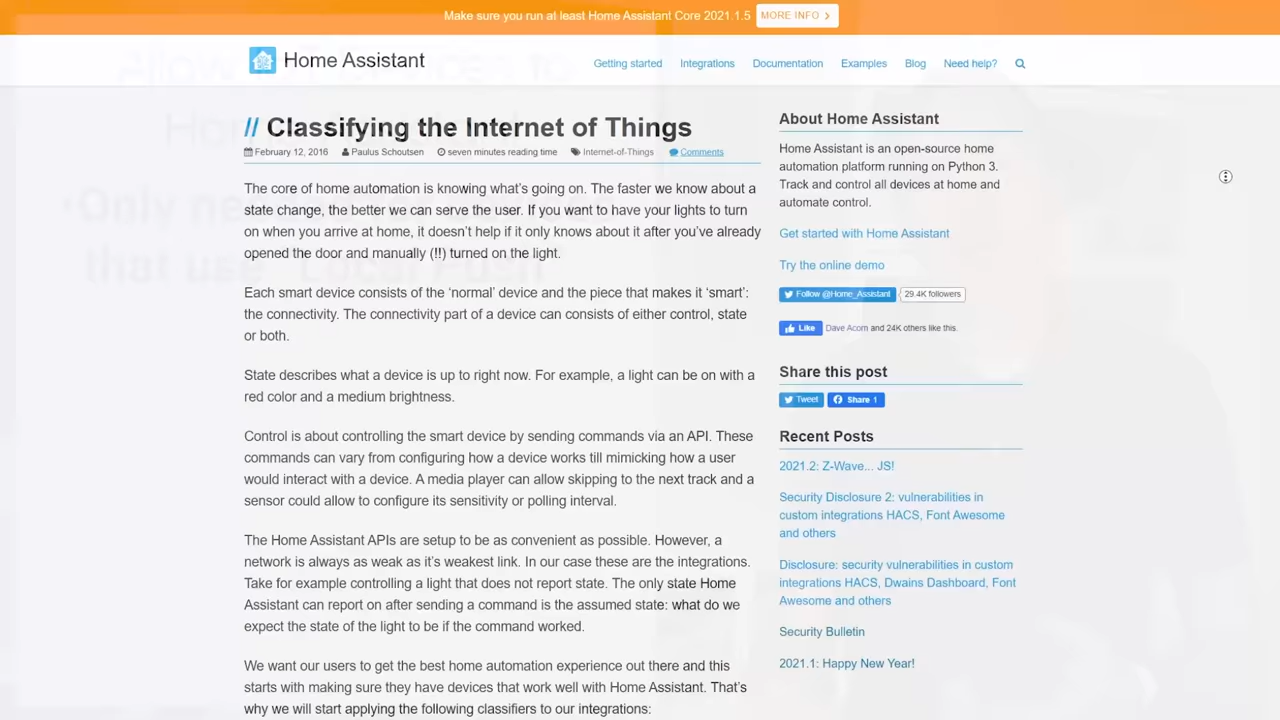 Make sure you run at least Home Assistant Core 2021.1.5 MORE INFO
Home Assistant
Getting started Integrations Documentation Examples Blog Need help?
// Classifying the Internet of Things
February 12, 2016 Paulus Schoutsen seven minutes reading time Internet-of-Things Comments
The core of home automation is knowing what's going on. The faster we know about a
state change, the better we can serve the user. If you want to have your lights to turn
on when you arrive at home, it doesn't help if it only knows about it after you've already
opened the door and manually (!!) turned on the light.
Each smart device consists of the ‘normal’ device and the piece that makes it ‘smart’:
the connectivity. The connectivity part of a device can consists of either control, state
or both.
State describes what a device is up to right now. For example, a light can be on with a
red color and a medium brightness.
Control is about controlling the smart device by sending commands via an API. These
commands can vary from configuring how a device works till mimicking how a user
would interact with a device. A media player can allow skipping to the next track and a
sensor could allow to configure its sensitivity or polling interval.
The Home Assistant APIs are setup to be as convenient as possible. However, a
network is always as weak as it's weakest link. In our case these are the integrations.
Take for example controlling a light that does not report state. The only state Home
Assistant can report on after sending a command is the assumed state: what do we
expect the state of the light to be if the command worked.
We want our users to get the best home automation experience out there and this
starts with making sure they have devices that work well with Home Assistant. That's
why we will start applying the following classifiers to our integrations:
About Home Assistant
Home Assistant is an open-source home
automation platform running on Python 3.
Track and control all devices at home and
automate control.
Get started with Home Assistant
Try the online demo
Follow @Home_Assistant 29.4K followers
Like Dave Acorn and 24K others like this.
Share this post
Tweet Share 1
Recent Posts
2021.2: Z-Wave... JS!
Security Disclosure 2: vulnerabilities in
custom integrations HACS, Font Awesome
and others
Disclosure: security vulnerabilities in custom
integrations HACS, Dwains Dashboard, Font
Awesome and others
Security Bulletin
2021.1: Happy New Year!